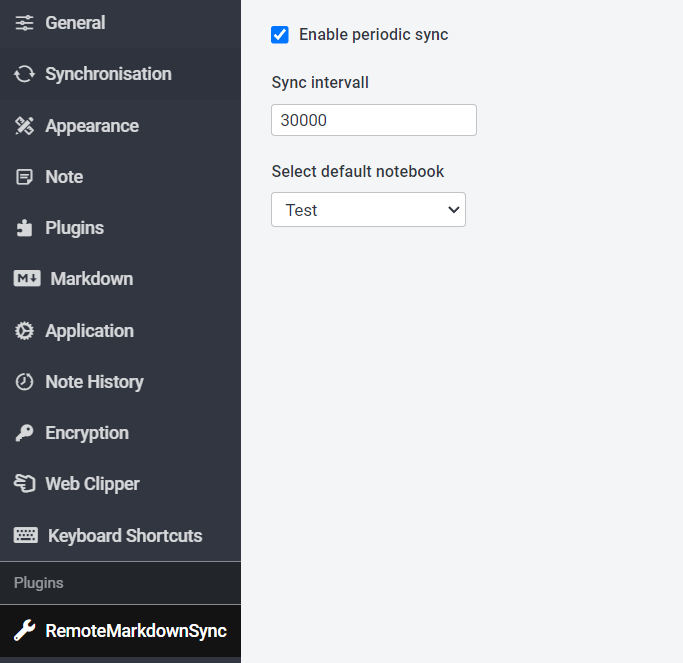 General
Synchronisation
Appearance
Note
Plugins
M↓ Markdown
Application
Note History
Encryption
Web Clipper
Keyboard Shortcuts
Plugins
RemoteMarkdownSync
Enable periodic sync
Sync intervall
30000
Select default notebook
Test